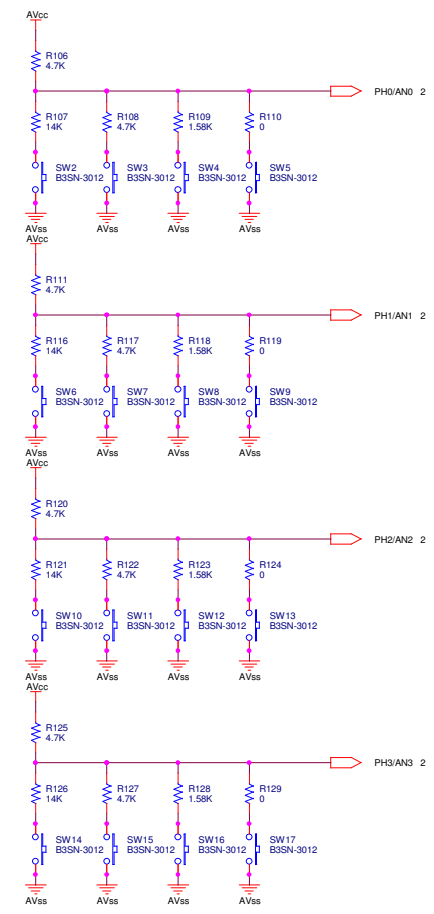 AVcc
R106
4.7K
PH0/AN0 2
R107 R108 R109 R110
14K 4.7K 1.58K 0
SW2 SW3 SW4 SW5
B3SN-3012 B3SN-3012 B3SN-3012 B3SN-3012
AVss AVss AVss AVss
AVcc
R111
4.7K
PH1/AN1 2
R116 R117 R118 R119
14K 4.7K 1.58K 0
SW6 SW7 SW8 SW9
B3SN-3012 B3SN-3012 B3SN-3012 B3SN-3012
AVss AVss AVss AVss
AVcc
R120
4.7K
PH2/AN2 2
R121 R122 R123 R124
14K 4.7K 1.58K 0
SW10 SW11 SW12 SW13
B3SN-3012 B3SN-3012 B3SN-3012 B3SN-3012
AVss AVss AVss AVss
AVcc
R125
4.7K
PH3/AN3 2
R126 R127 R128 R129
14K 4.7K 1.58K 0
SW14 SW15 SW16 SW17
B3SN-3012 B3SN-3012 B3SN-3012 B3SN-3012
AVss AVss AVss AVss